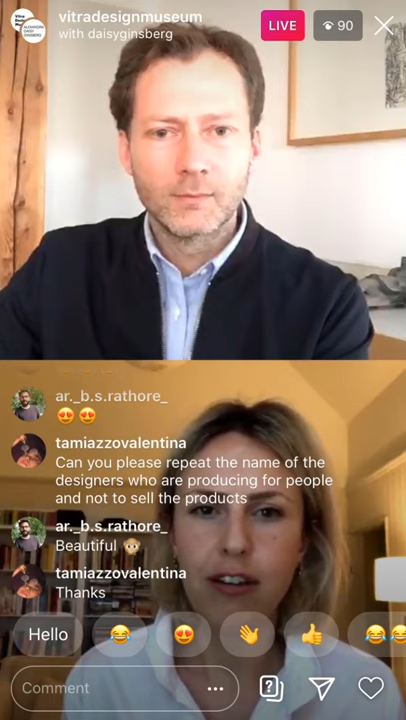 vitradesignmuseum
with daisyginsberg
LIVE
90
ar._b.s.rathore_
😍😍
tamiazzovalentina
Can you please repeat the name of the
designers who are producing for people
and not to sell the products
ar._b.s.rathore_
Beautiful 🐵
tamiazzovalentina
Thanks
Hello 😂 😍 👋 👍 😂😂
Comment